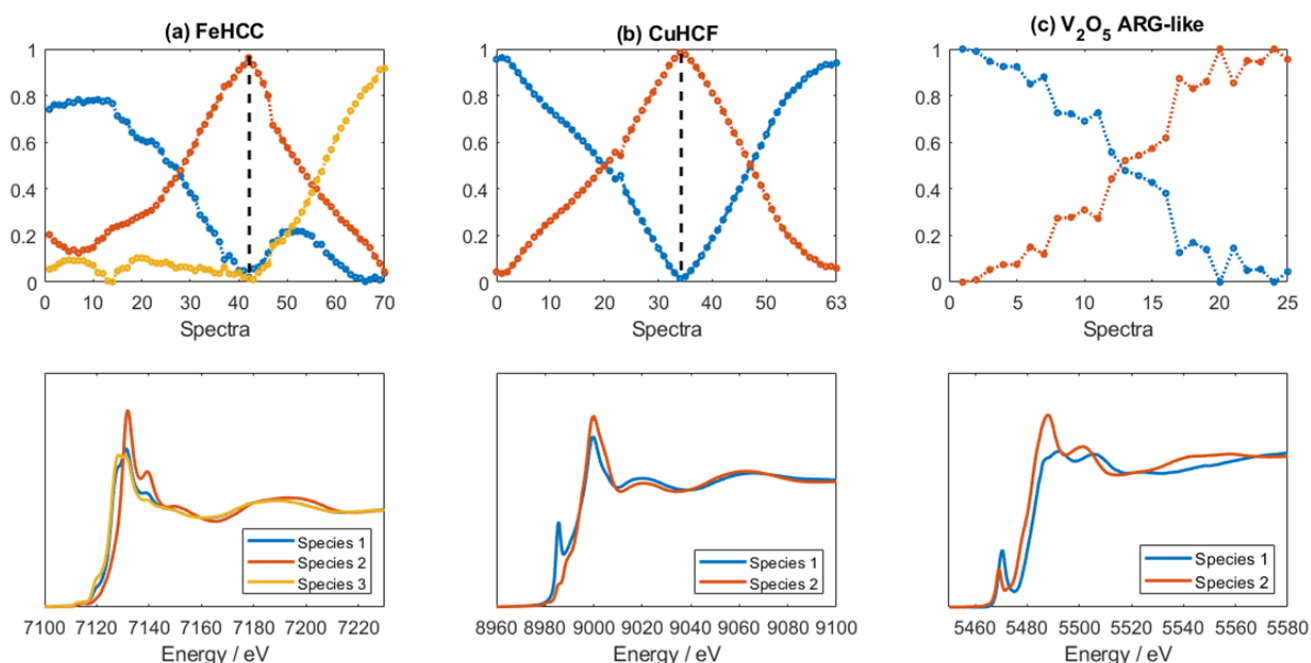 (a) FeHCC
(b) CuHCF
(c) V2O5 ARG-like
1
0.8
0.6
0.4
0.2
0
0 10 20 30 40 50 60 70
Spectra
1
0.8
0.6
0.4
0.2
0
0 10 20 30 40 50 63
Spectra
1
0.8
0.6
0.4
0.2
0
0 5 10 15 20 25
Spectra
Species 1
Species 2
Species 3
7100 7120 7140 7160 7180 7200 7220
Energy / eV
Species 1
Species 2
8960 8980 9000 9020 9040 9060 9080 9100
Energy / eV
Species 1
Species 2
5460 5480 5500 5520 5540 5560 5580
Energy / eV